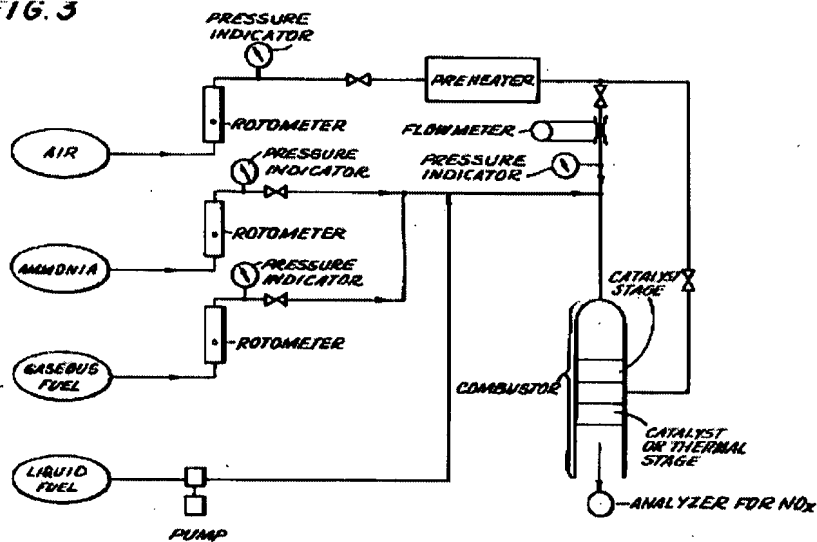 FIG. 3
PRESSURE
INDICATOR
PREHEATER
ROTOMETER
FLOWMETER
AIR
PRESSURE
INDICATOR
PRESSURE
INDICATOR
ROTOMETER
AMMONIA
PRESSURE
INDICATOR
CATALYST
STAGE
ROTOMETER
GASEOUS
FUEL
COMBUSTOR
CATALYST
OR THERMAL
STAGE
LIQUID
FUEL
ANALYZER FOR NOx
PUMP